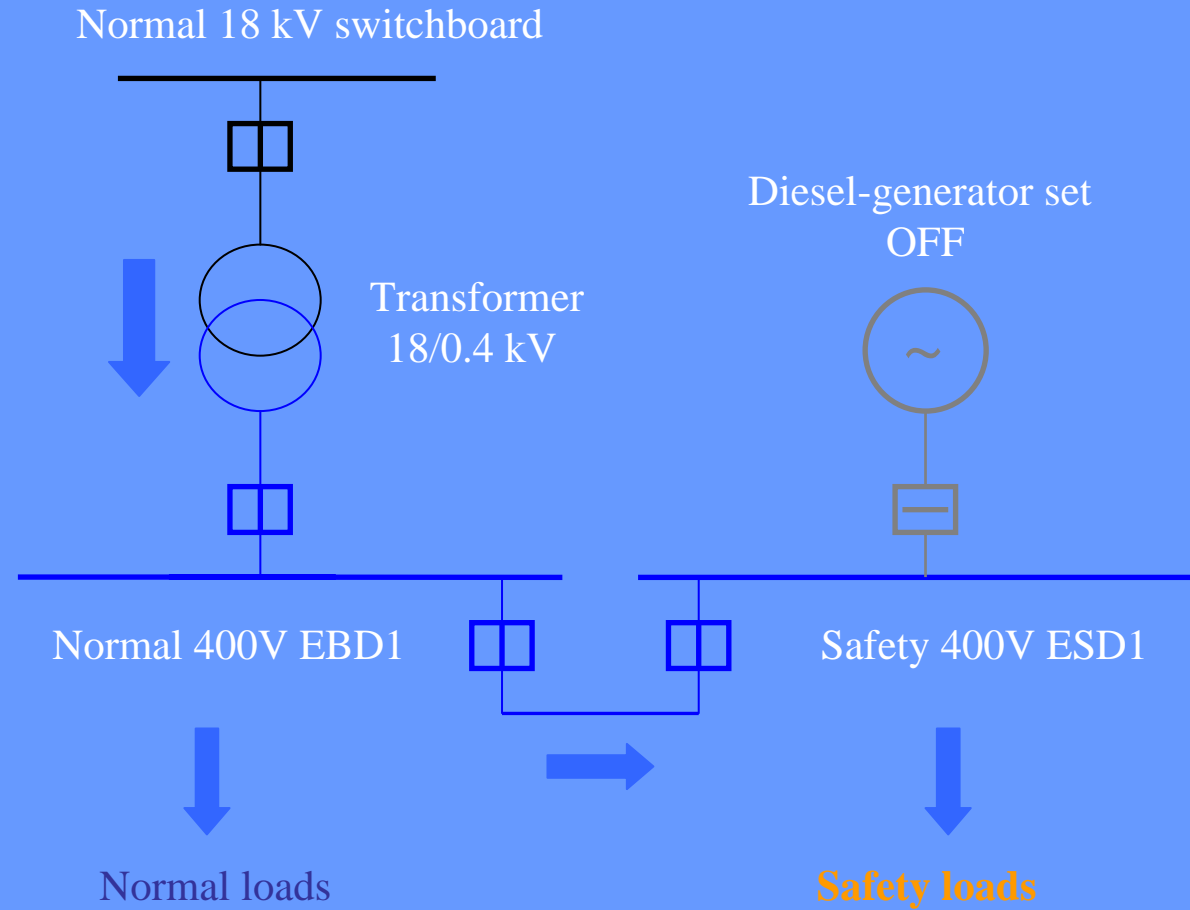 Normal 18 kV switchboard
Diesel-generator set
OFF
Transformer
18/0.4 kV
~
Normal 400V EBD1
Safety 400V ESD1
Normal loads
Safety loads